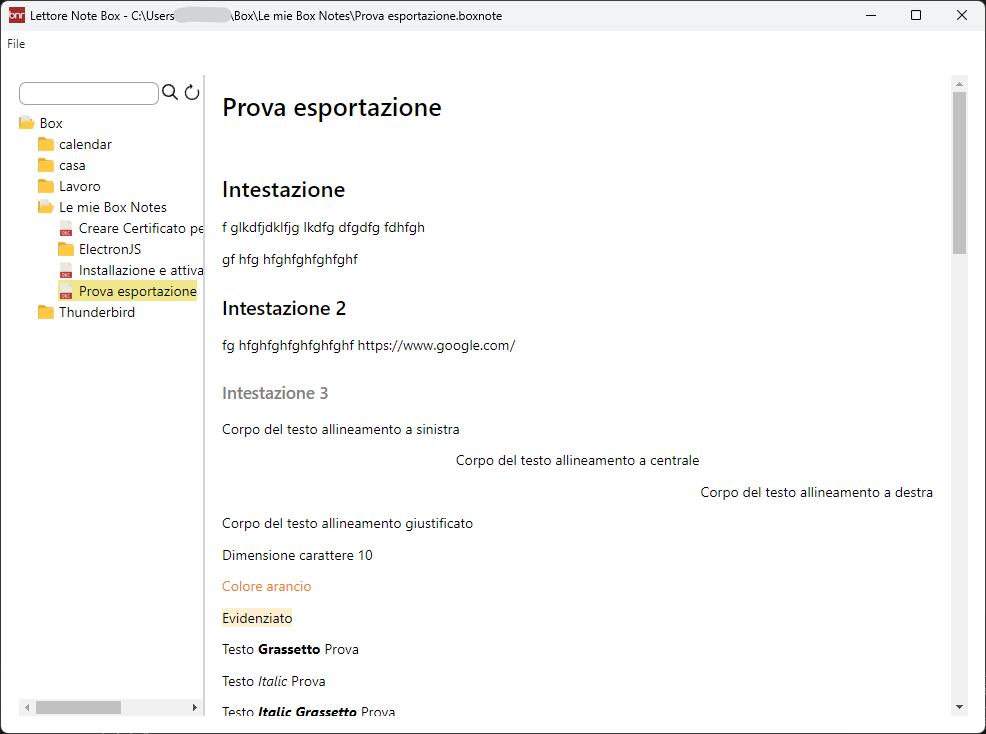 bnr Lettore Note Box - C:\Users \Box\Le mie Box Notes\Prova esportazione.boxnote
File
Box
calendar
casa
Lavoro
Le mie Box Notes
Creare Certificato pe
ElectronJS
Installazione e attiva
Prova esportazione
Thunderbird
Prova esportazione
Intestazione
f glkdfjdklfjg lkdfg dfgdfg fdhfgh
gf hfg hfghfghfghfghf
Intestazione 2
fg hfghfghfghfghfghf https://www.google.com/
Intestazione 3
Corpo del testo allineamento a sinistra
Corpo del testo allineamento a centrale
Corpo del testo allineamento a destra
Corpo del testo allineamento giustificato
Dimensione carattere 10
Colore arancio
Evidenziato
Testo Grassetto Prova
Testo Italic Prova
Testo Italic Grassetto Prova